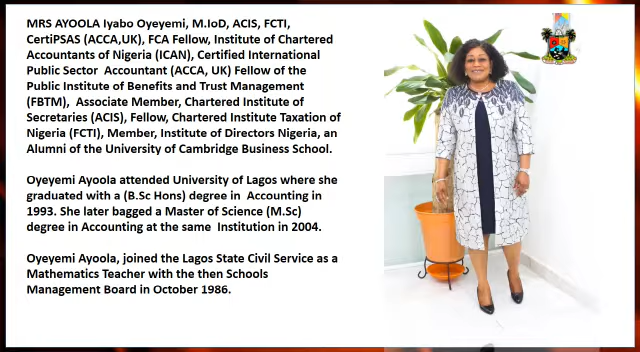 MRS AYOOLA Iyabo Oyeyemi, M.IoD, ACIS, FCTI,
CertiPSAS (ACCA,UK), FCA Fellow, Institute of Chartered
Accountants of Nigeria (ICAN), Certified International
Public Sector Accountant (ACCA, UK) Fellow of the
Public Institute of Benefits and Trust Management
(FBTM), Associate Member, Chartered Institute of
Secretaries (ACIS), Fellow, Chartered Institute Taxation of
Nigeria (FCTI), Member, Institute of Directors Nigeria, an
Alumni of the University of Cambridge Business School.
Oyeyemi Ayoola attended University of Lagos where she
graduated with a (B.Sc Hons) degree in Accounting in
1993. She later bagged a Master of Science (M.Sc)
degree in Accounting at the same Institution in 2004.
Oyeyemi Ayoola, joined the Lagos State Civil Service as a
Mathematics Teacher with the then Schools
Management Board in October 1986.